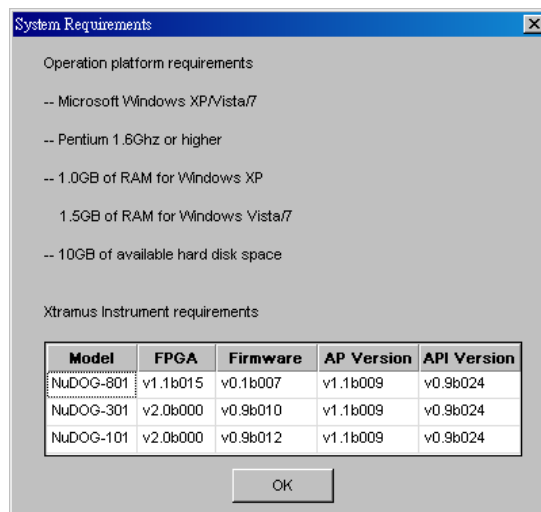 System Requirements
Operation platform requirements
-- Microsoft Windows XP/Vista/7
-- Pentium 1.6Ghz or higher
-- 1.0GB of RAM for Windows XP
1.5GB of RAM for Windows Vista/7
-- 10GB of available hard disk space
Xtramus Instrument requirements
Model FPGA Firmware AP Version API Version
NuDOG-801 v1.1b015 v0.1b007 v1.1b009 v0.9b024
NuDOG-301 v2.0b000 v0.9b010 v1.1b009 v0.9b024
NuDOG-101 v2.0b000 v0.9b012 v1.1b009 v0.9b024
OK